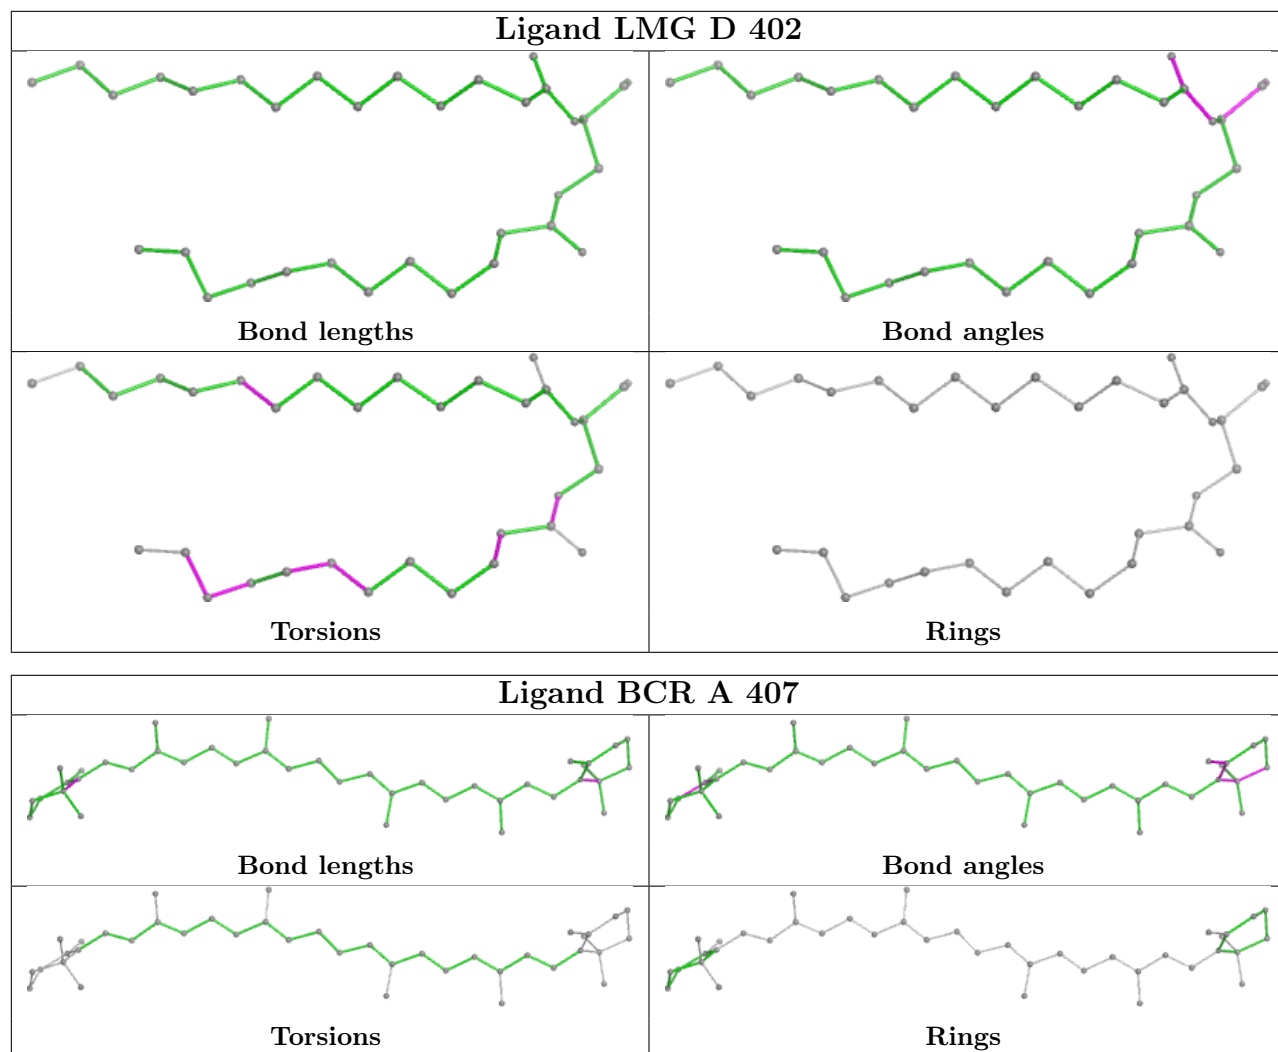 Ligand LMG D 402
Bond lengths
Bond angles
Torsions
Rings
Ligand BCR A 407
Bond lengths
Bond angles
Torsions
Rings